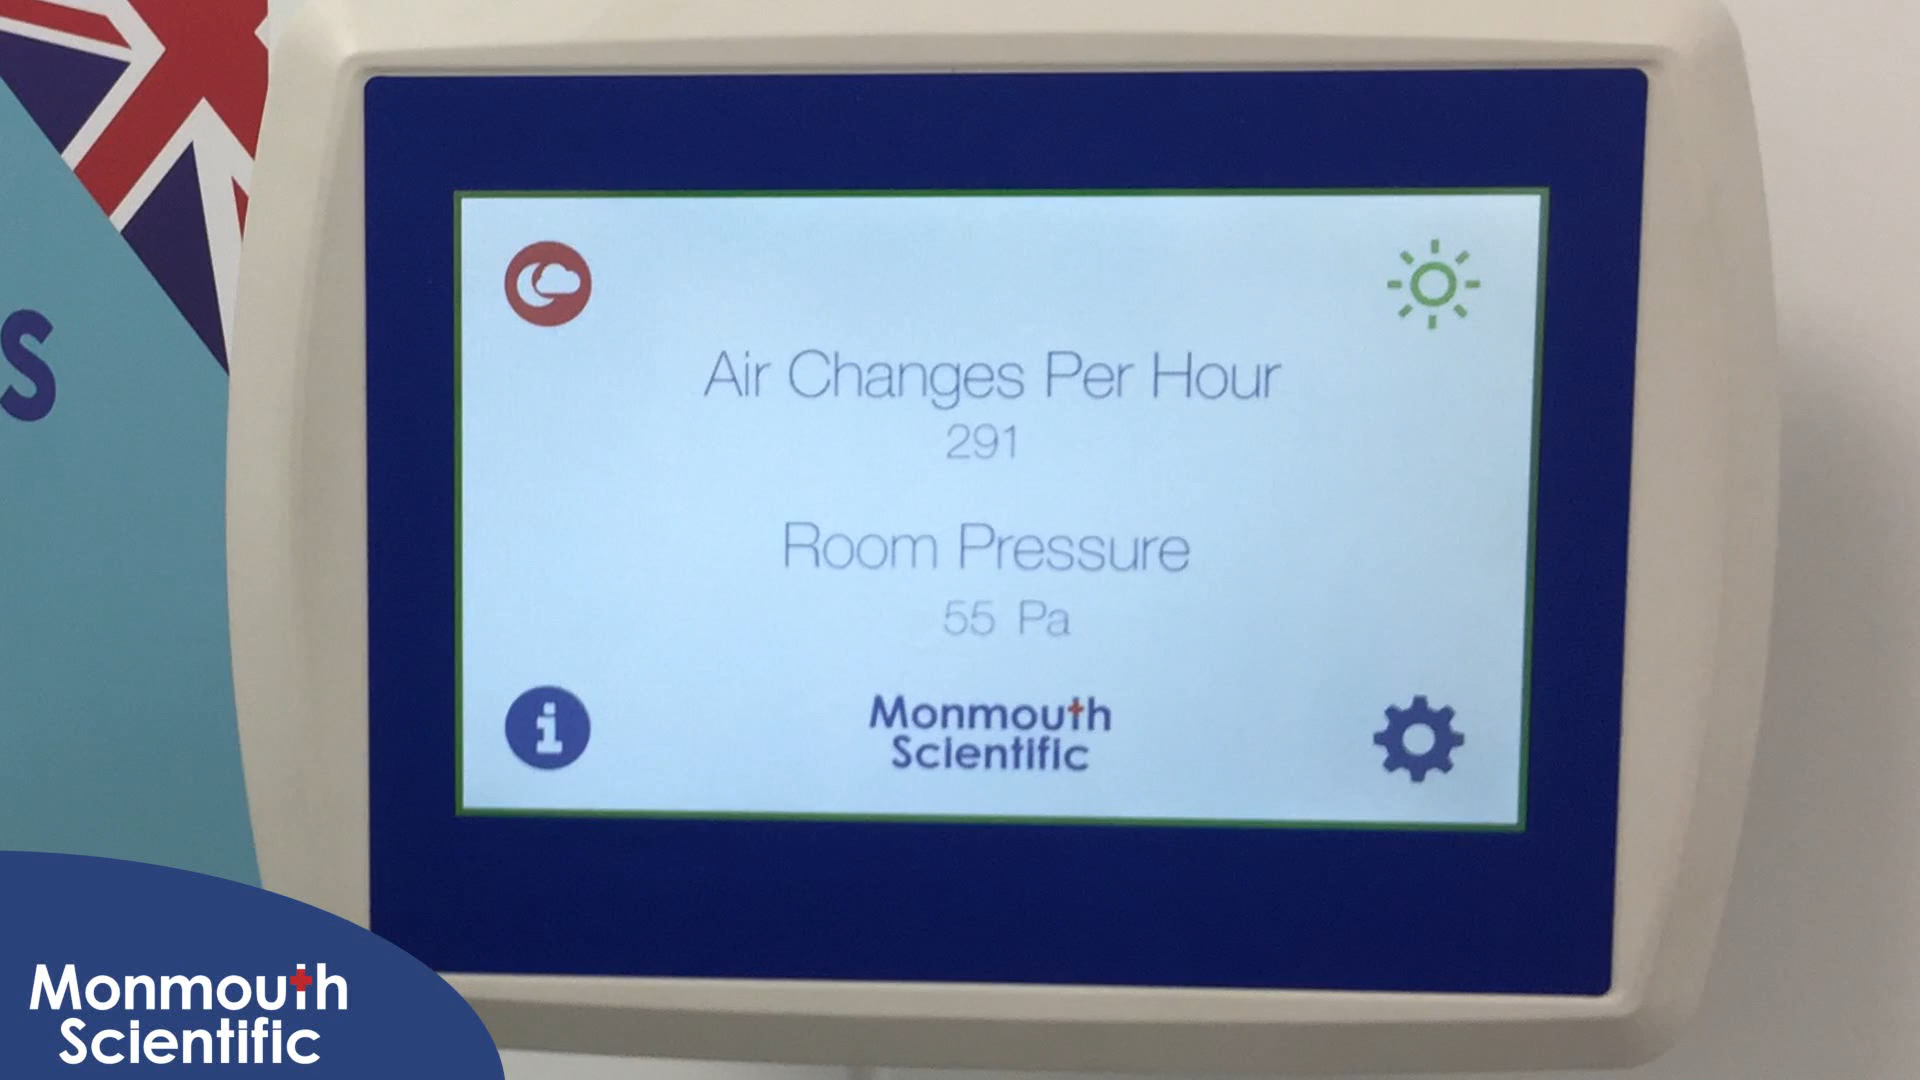 s
Air Changes Per Hour
291
Room Pressure
55 Pa
i
Monmouth
Scientific
Monmouth
Scientific